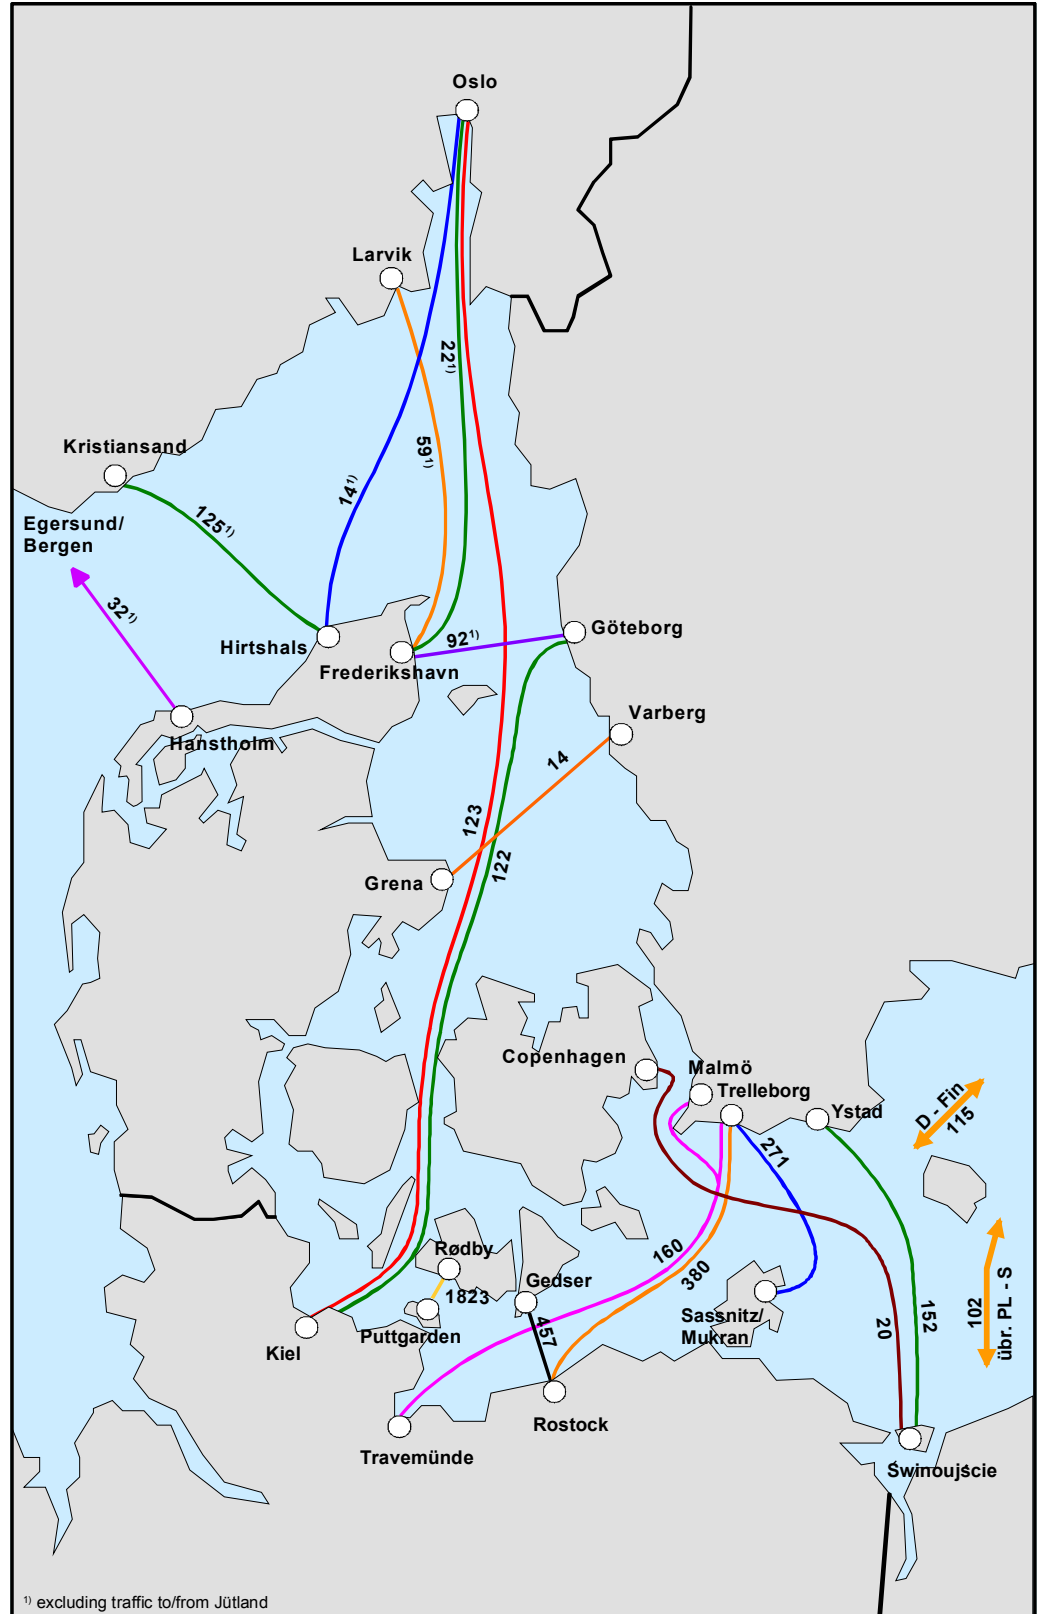 Oslo
Larvik
22¹⁾
59¹⁾
Kristiansand
14¹⁾
125¹⁾
Egersund/
Bergen
32¹⁾
Hirtshals
92¹⁾
Göteborg
Frederikshavn
Varberg
Hanstholm
14
123
122
Grena
Copenhagen
Malmö
Trelleborg
Ystad
D - Fin
115
271
160
380
Rødby
1823
Gedser
457
Puttgarden
Sassnitz/
Mukran
Kiel
20
152
102
übr. PL - S
Rostock
Travemünde
Świnoujście
¹⁾ excluding traffic to/from Jütland